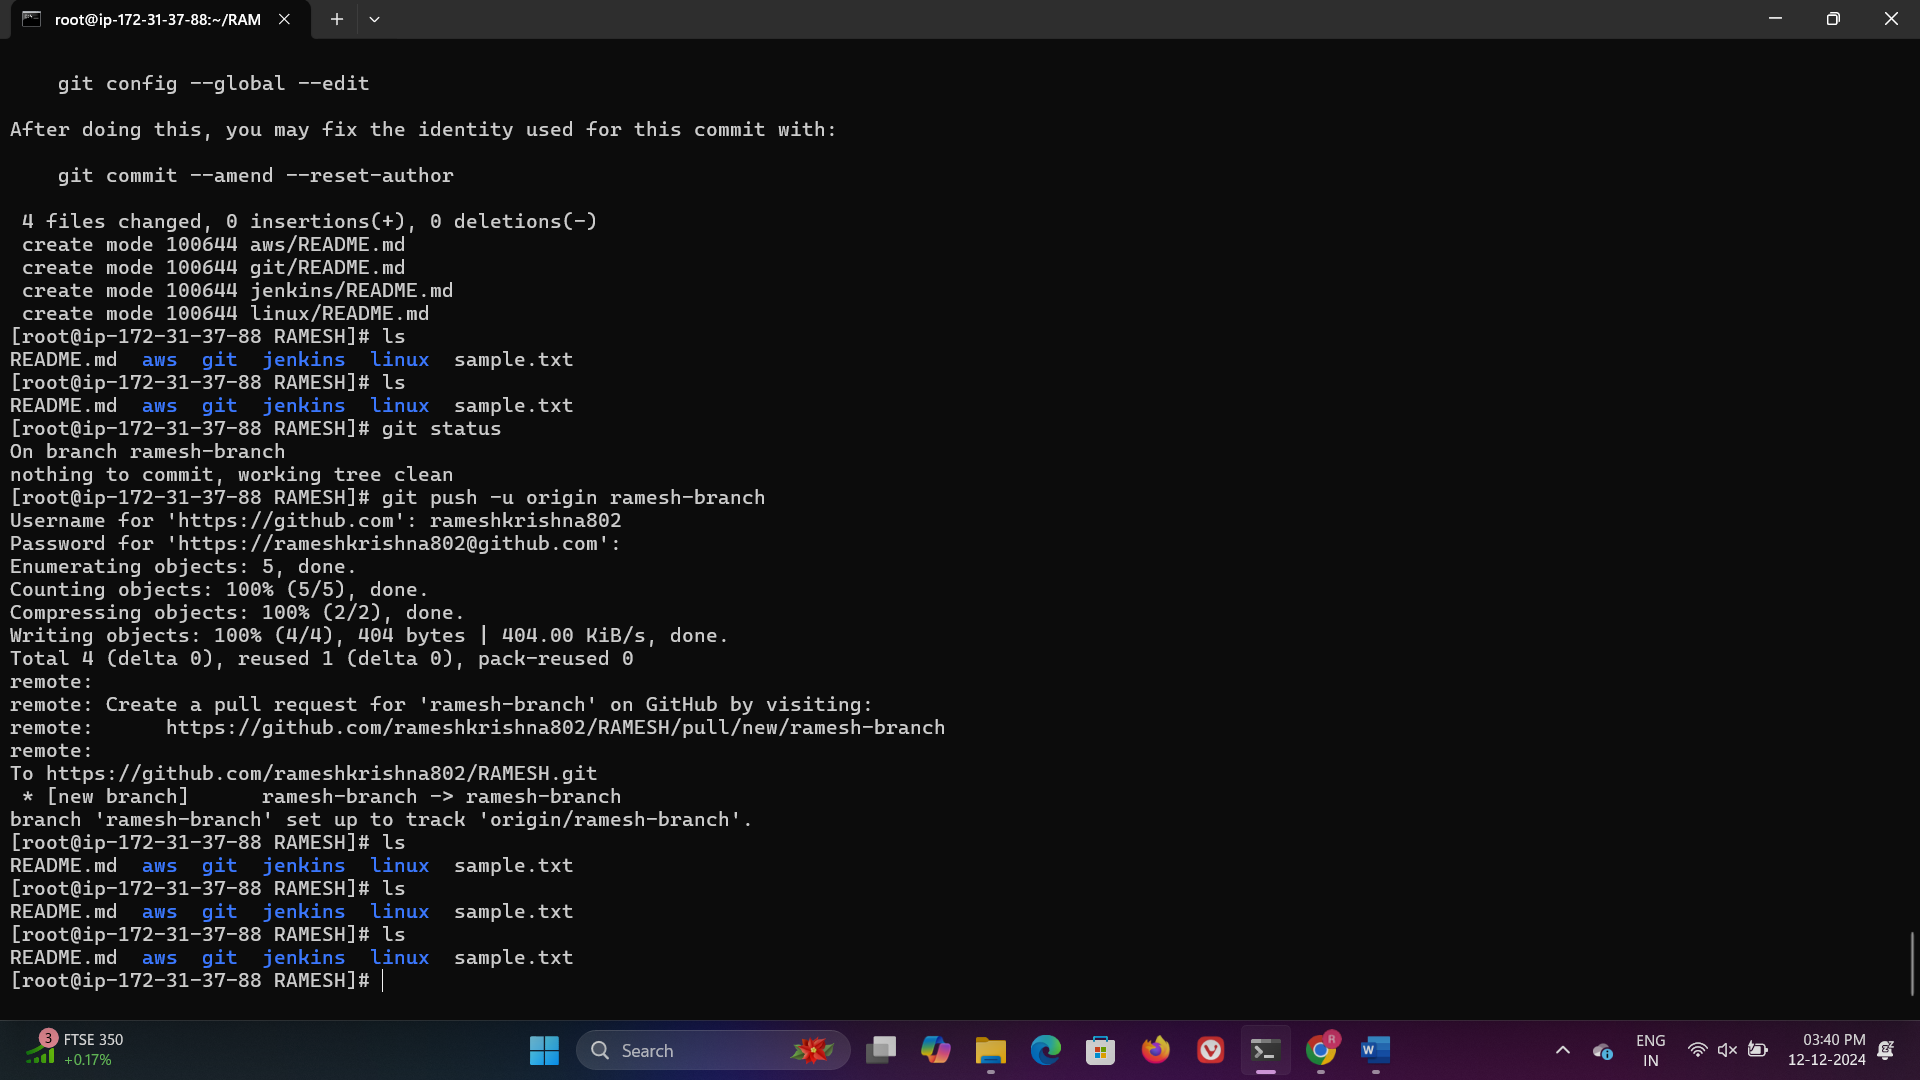 root@ip-172-31-37-88:~/RAM
git config --global --edit
After doing this, you may fix the identity used for this commit with:
git commit --amend --reset-author
4 files changed, 0 insertions(+), 0 deletions(-)
create mode 100644 aws/README.md
create mode 100644 git/README.md
create mode 100644 jenkins/README.md
create mode 100644 linux/README.md
[root@ip-172-31-37-88 RAMESH]# ls
README.md  aws  git  jenkins  linux  sample.txt
[root@ip-172-31-37-88 RAMESH]# ls
README.md  aws  git  jenkins  linux  sample.txt
[root@ip-172-31-37-88 RAMESH]# git status
On branch ramesh-branch
nothing to commit, working tree clean
[root@ip-172-31-37-88 RAMESH]# git push -u origin ramesh-branch
Username for 'https://github.com': rameshkrishna802
Password for 'https://rameshkrishna802@github.com':
Enumerating objects: 5, done.
Counting objects: 100% (5/5), done.
Compressing objects: 100% (2/2), done.
Writing objects: 100% (4/4), 404 bytes | 404.00 KiB/s, done.
Total 4 (delta 0), reused 1 (delta 0), pack-reused 0
remote:
remote: Create a pull request for 'ramesh-branch' on GitHub by visiting:
remote:      https://github.com/rameshkrishna802/RAMESH/pull/new/ramesh-branch
remote:
To https://github.com/rameshkrishna802/RAMESH.git
* [new branch]      ramesh-branch -> ramesh-branch
branch 'ramesh-branch' set up to track 'origin/ramesh-branch'.
[root@ip-172-31-37-88 RAMESH]# ls
README.md  aws  git  jenkins  linux  sample.txt
[root@ip-172-31-37-88 RAMESH]# ls
README.md  aws  git  jenkins  linux  sample.txt
[root@ip-172-31-37-88 RAMESH]# ls
README.md  aws  git  jenkins  linux  sample.txt
[root@ip-172-31-37-88 RAMESH]#
3
FTSE 350
+0.17%
Search
R
W
ENG
IN
03:40 PM
12-12-2024